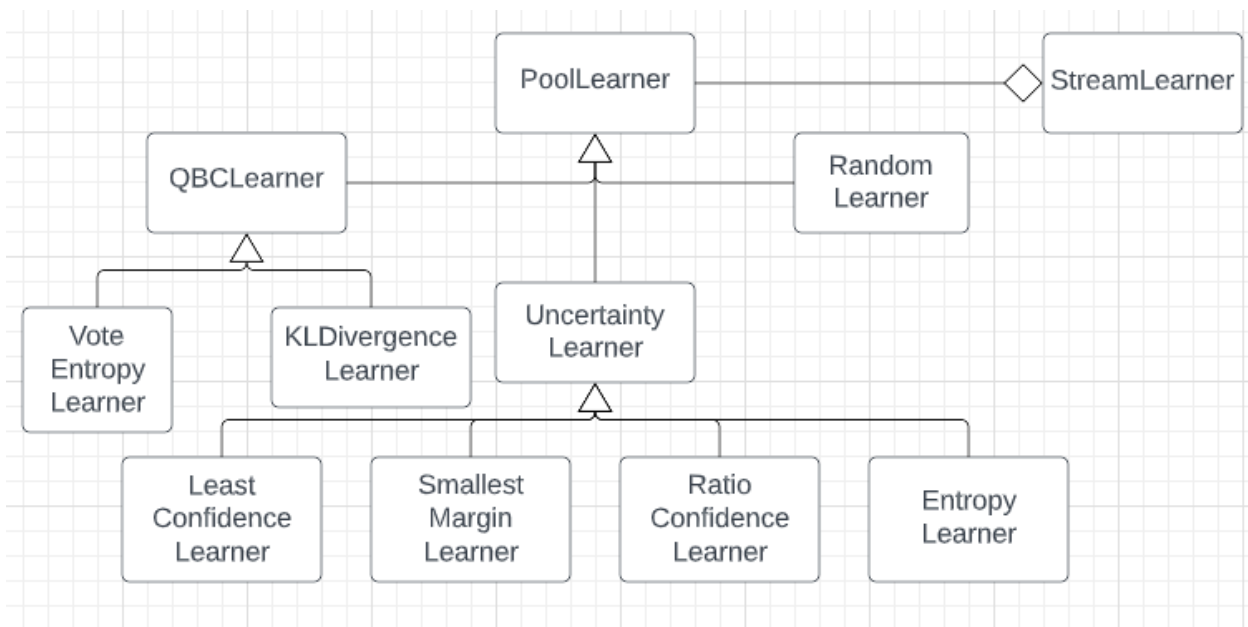 PoolLearner
StreamLearner
QBCLearner
Random
Learner
Vote
Entropy
Learner
KLDivergence
Learner
Uncertainty
Learner
Least
Confidence
Learner
Smallest
Margin
Learner
Ratio
Confidence
Learner
Entropy
Learner